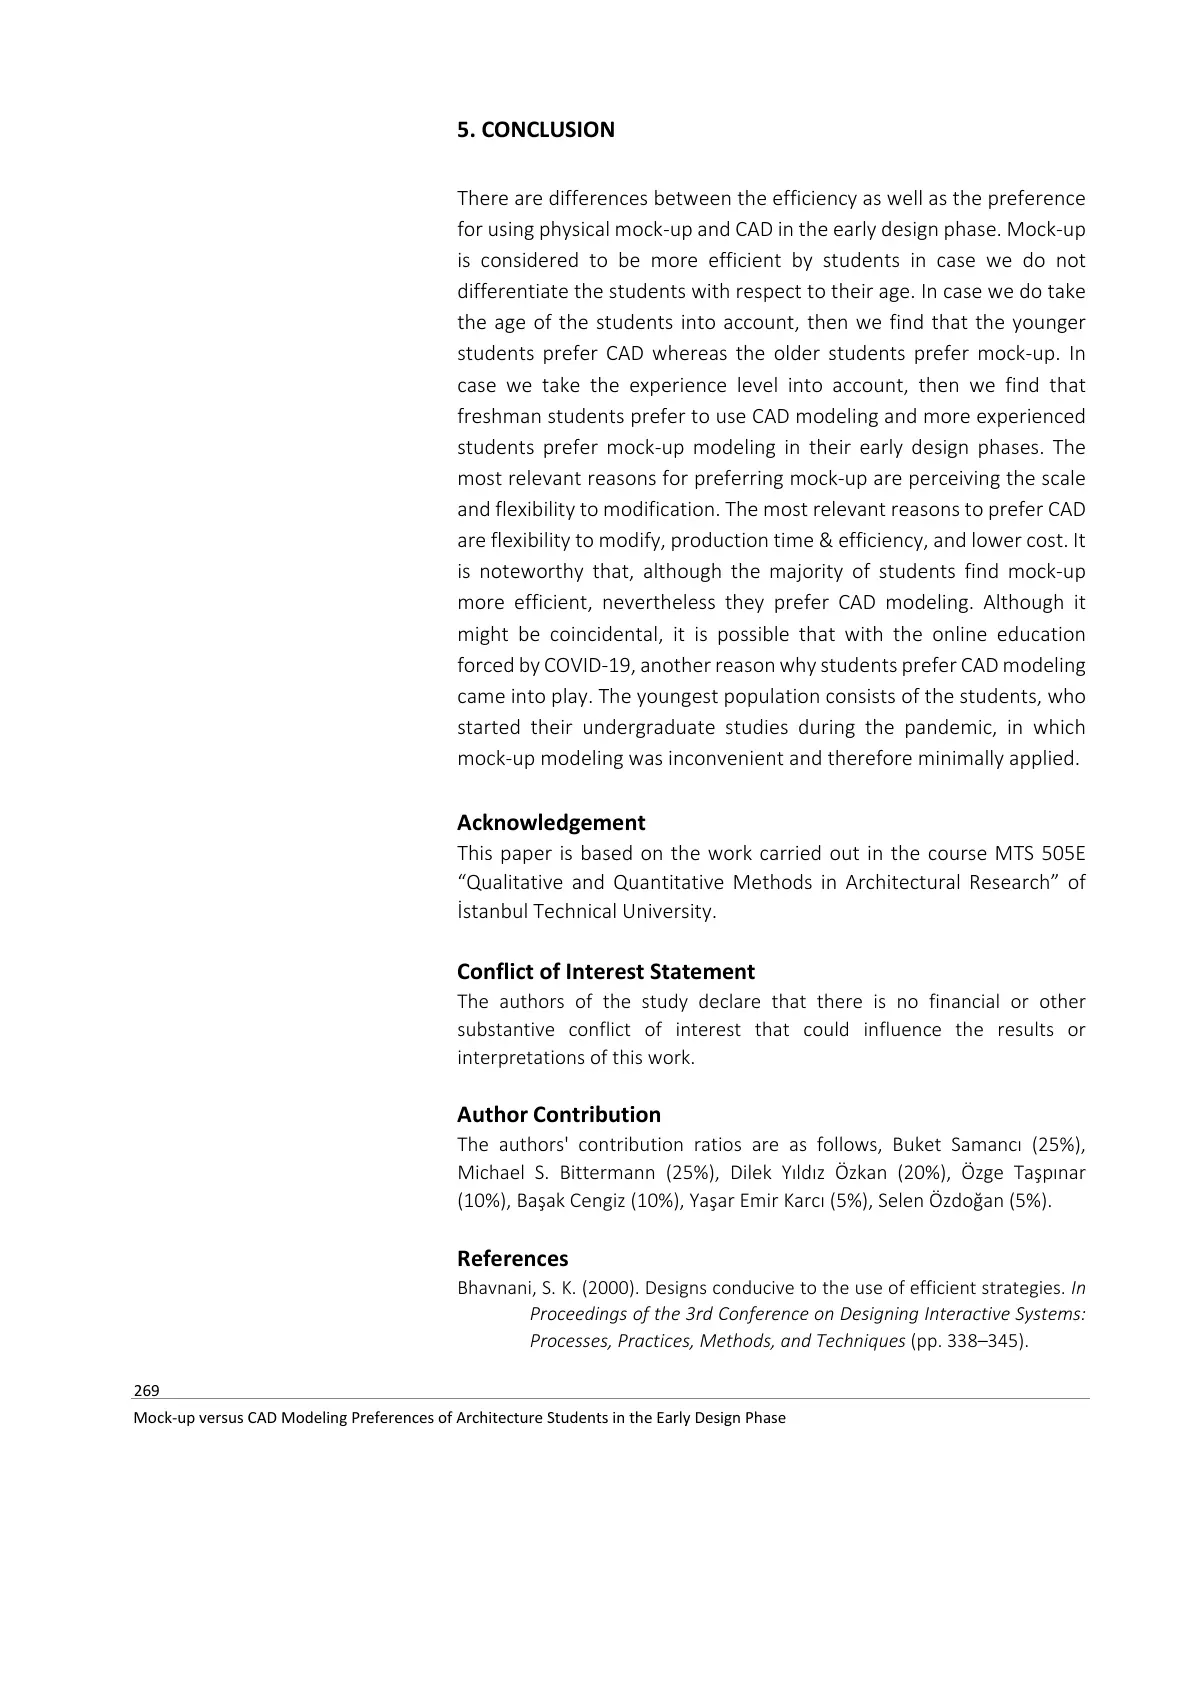 5. CONCLUSION
There are differences between the efficiency as well as the preference
for using physical mock-up and CAD in the early design phase. Mock-up
is considered to be more efficient by students in case we do not
differentiate the students with respect to their age. In case we do take
the age of the students into account, then we find that the younger
students prefer CAD whereas the older students prefer mock-up. In
case we take the experience level into account, then we find that
freshman students prefer to use CAD modeling and more experienced
students prefer mock-up modeling in their early design phases. The
most relevant reasons for preferring mock-up are perceiving the scale
and flexibility to modification. The most relevant reasons to prefer CAD
are flexibility to modify, production time & efficiency, and lower cost. It
is noteworthy that, although the majority of students find mock-up
more efficient, nevertheless they prefer CAD modeling. Although it
might be coincidental, it is possible that with the online education
forced by COVID-19, another reason why students prefer CAD modeling
came into play. The youngest population consists of the students, who
started their undergraduate studies during the pandemic, in which
mock-up modeling was inconvenient and therefore minimally applied.
Acknowledgement
This paper is based on the work carried out in the course MTS 505E
“Qualitative and Quantitative Methods in Architectural Research” of
İstanbul Technical University.
Conflict of Interest Statement
The authors of the study declare that there is no financial or other
substantive conflict of interest that could influence the results or
interpretations of this work.
Author Contribution
The authors' contribution ratios are as follows, Buket Samancı (25%),
Michael S. Bittermann (25%), Dilek Yıldız Özkan (20%), Özge Taşpınar
(10%), Başak Cengiz (10%), Yaşar Emir Karcı (5%), Selen Özdoğan (5%).
References
Bhavnani, S. K. (2000). Designs conducive to the use of efficient strategies. In
Proceedings of the 3rd Conference on Designing Interactive Systems:
Processes, Practices, Methods, and Techniques (pp. 338–345).
269
Mock-up versus CAD Modeling Preferences of Architecture Students in the Early Design Phase